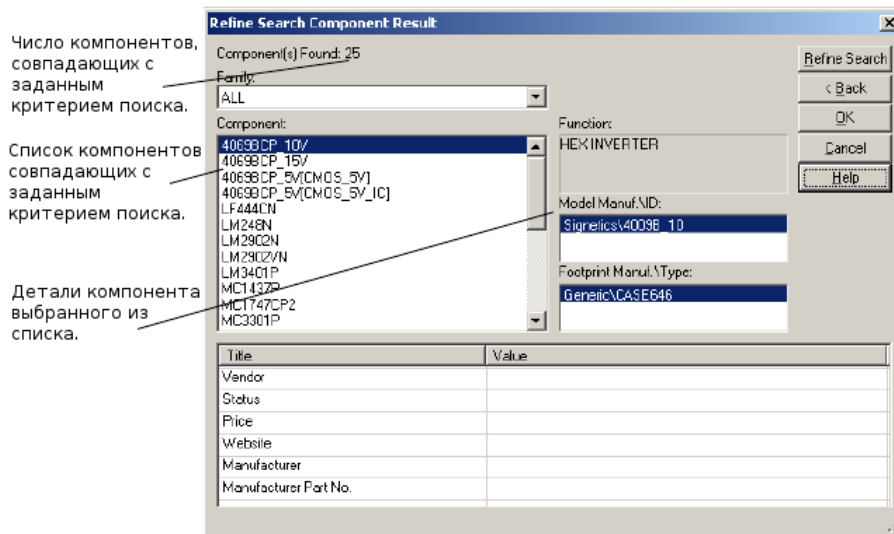 Refine Search Component Result
Число компонентов,
совпадающих с
заданным
критерием поиска.
Список компонентов
совпадающих с
заданным
критерием поиска.
Детали компонента
выбранного из
списка.
Component(s) Found: 25
Family:
ALL
Component:
4069BCP_10V
4069BCP_15V
4069BCP_5V[CMOS_5V]
4069BCP_5V[CMOS_5V_IC]
LF444CN
LM248N
LM2902N
LM2902VN
LM3401P
MC1437P
MC1747CP2
MC3301P
Function:
HEX INVERTER
Model Manuf.\ID:
Signetics\4009B_10
Footprint Manuf.\Type:
Generic\CASE646
Refine Search
< Back
OK
Cancel
Help
Title Value
Vendor
Status
Price
Website
Manufacturer
Manufacturer Part No.